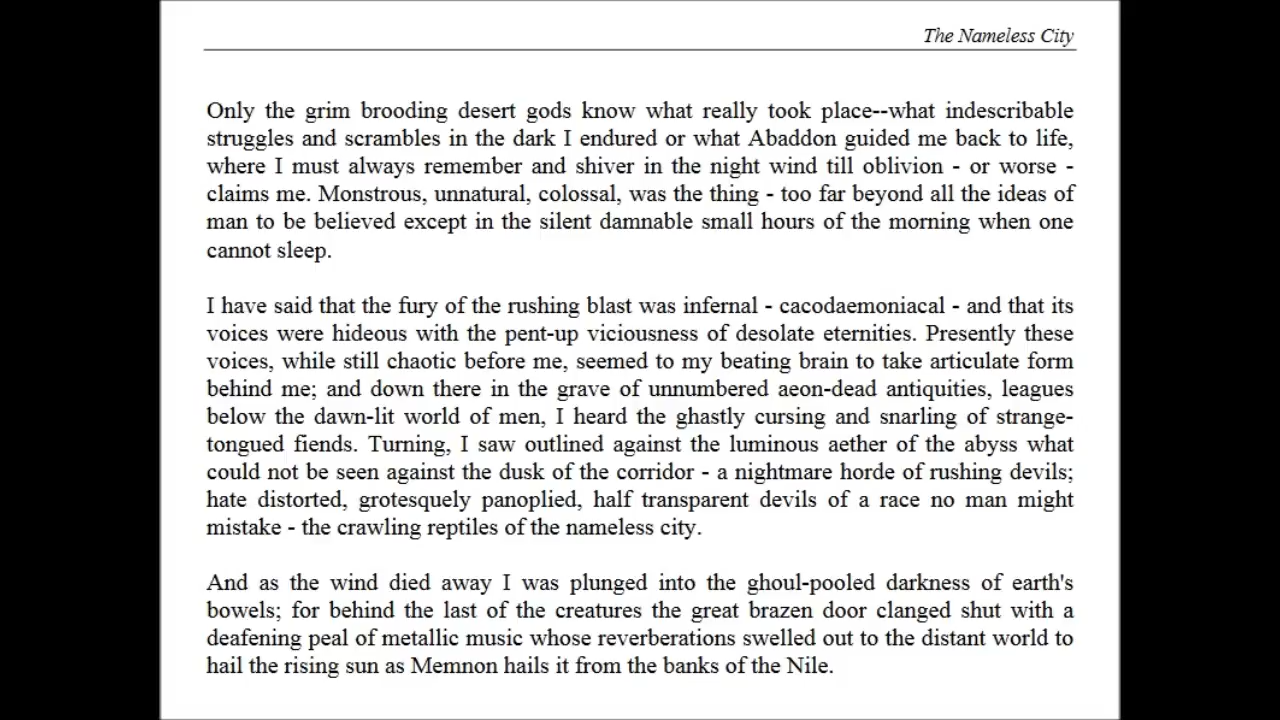 The Nameless City
Only the grim brooding desert gods know what really took place--what indescribable
struggles and scrambles in the dark I endured or what Abaddon guided me back to life,
where I must always remember and shiver in the night wind till oblivion - or worse -
claims me. Monstrous, unnatural, colossal, was the thing - too far beyond all the ideas of
man to be believed except in the silent damnable small hours of the morning when one
cannot sleep.
I have said that the fury of the rushing blast was infernal - cacodaemoniacal - and that its
voices were hideous with the pent-up viciousness of desolate eternities. Presently these
voices, while still chaotic before me, seemed to my beating brain to take articulate form
behind me; and down there in the grave of unnumbered aeon-dead antiquities, leagues
below the dawn-lit world of men, I heard the ghastly cursing and snarling of strange-
tongued fiends. Turning, I saw outlined against the luminous aether of the abyss what
could not be seen against the dusk of the corridor - a nightmare horde of rushing devils;
hate distorted, grotesquely panoplied, half transparent devils of a race no man might
mistake - the crawling reptiles of the nameless city.
And as the wind died away I was plunged into the ghoul-pooled darkness of earth's
bowels; for behind the last of the creatures the great brazen door clanged shut with a
deafening peal of metallic music whose reverberations swelled out to the distant world to
hail the rising sun as Memnon hails it from the banks of the Nile.